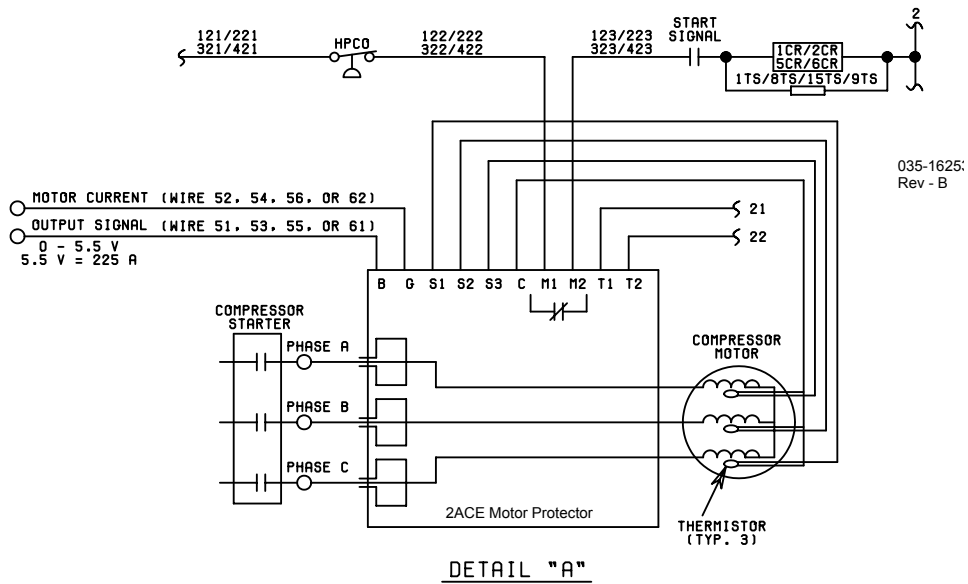 2
121/221
321/421
HPCO
122/222
322/422
123/223
323/423
START
SIGNAL
1CR/2CR
5CR/6CR
1TS/8TS/15TS/9TS
035-16253
Rev - B
MOTOR CURRENT (WIRE 52, 54, 56, OR 62)
OUTPUT SIGNAL (WIRE 51, 53, 55, OR 61)
0 - 5.5 V
5.5 V = 225 A
21
22
B G S1 S2 S3 C M1 M2 T1 T2
COMPRESSOR
STARTER
PHASE A
PHASE B
PHASE C
COMPRESSOR
MOTOR
2ACE Motor Protector
THERMISTOR
(TYP. 3)
DETAIL "A"